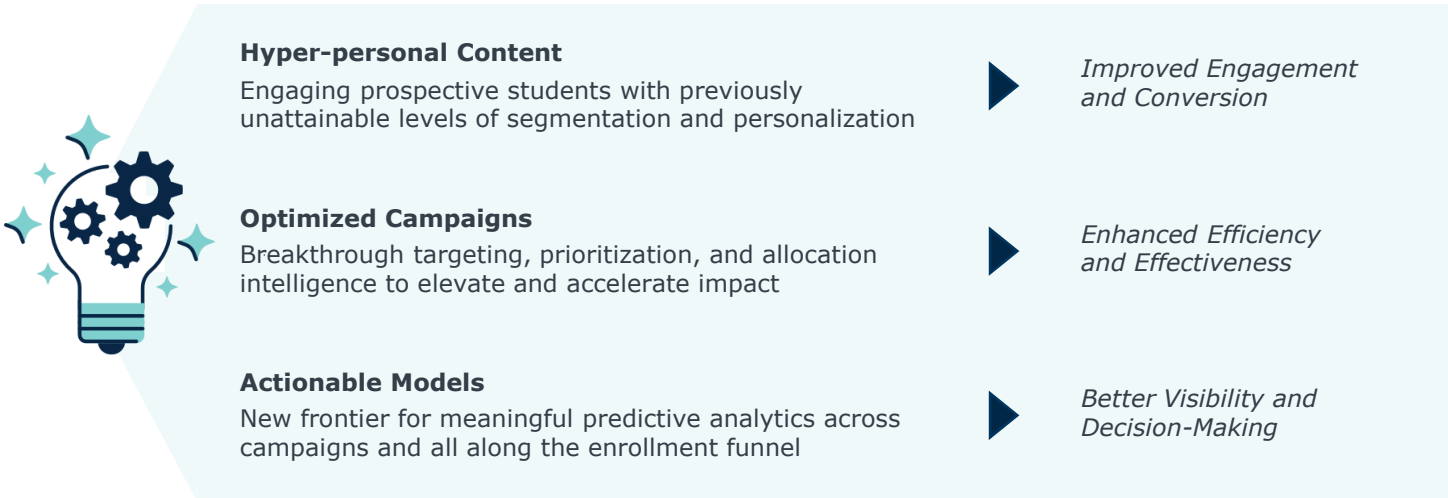 Hyper-personal Content
Engaging prospective students with previously
unattainable levels of segmentation and personalization
Improved Engagement
and Conversion
Optimized Campaigns
Breakthrough targeting, prioritization, and allocation
intelligence to elevate and accelerate impact
Enhanced Efficiency
and Effectiveness
Actionable Models
New frontier for meaningful predictive analytics across
campaigns and all along the enrollment funnel
Better Visibility and
Decision-Making